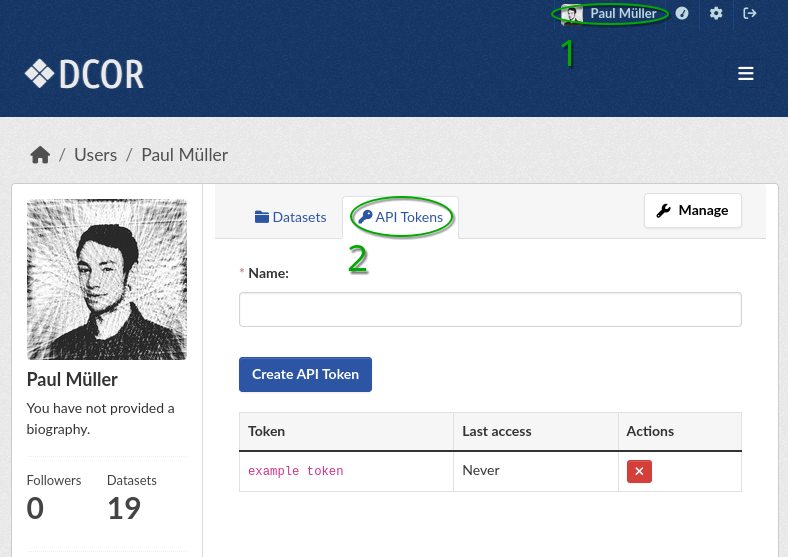 Paul Müller
1
DCOR
/ Users / Paul Müller
Datasets API Tokens Manage
2
* Name:
Create API Token
Token Last access Actions
example token Never
Paul Müller
You have not provided a
biography.
Followers Datasets
0 19